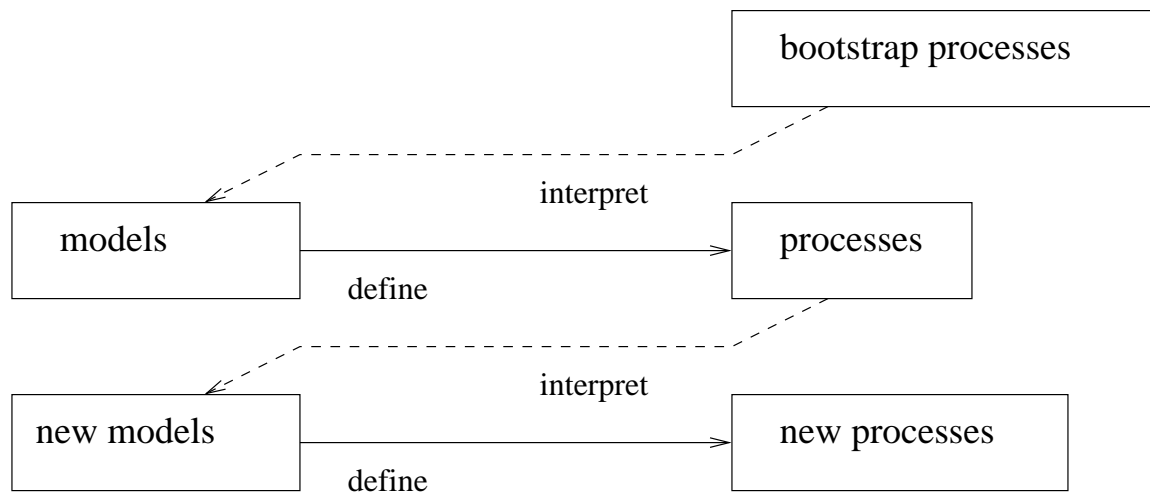 bootstrap processes
interpret
models
processes
define
interpret
new models
new processes
define